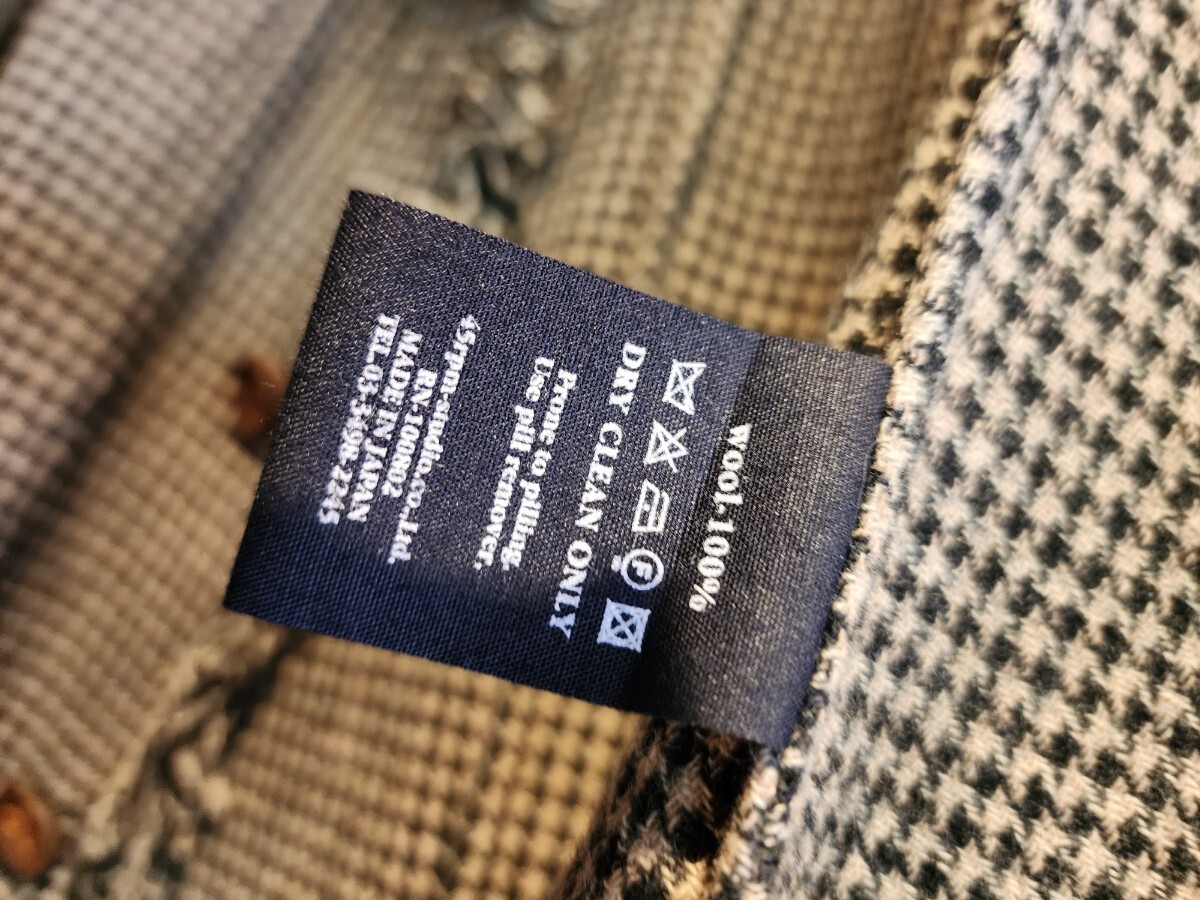 Wool-100%
F
DRY CLEAN ONLY
Prone to pilling.
Use pill remover.
45rpm-studio.co.,Ltd.
RN-100802
MADE IN JAPAN
TEL.03-5498-2245